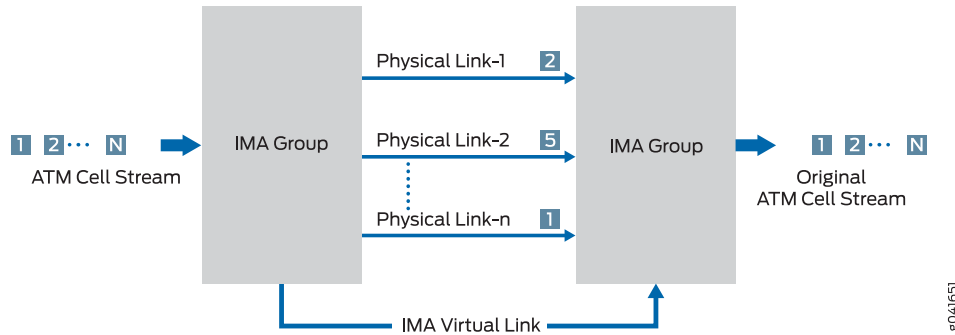 Physical Link-1 2
1 2··· N
IMA Group
Physical Link-2 5
IMA Group
1 2··· N
ATM Cell Stream
Original
ATM Cell Stream
Physical Link-n 1
IMA Virtual Link
g041651